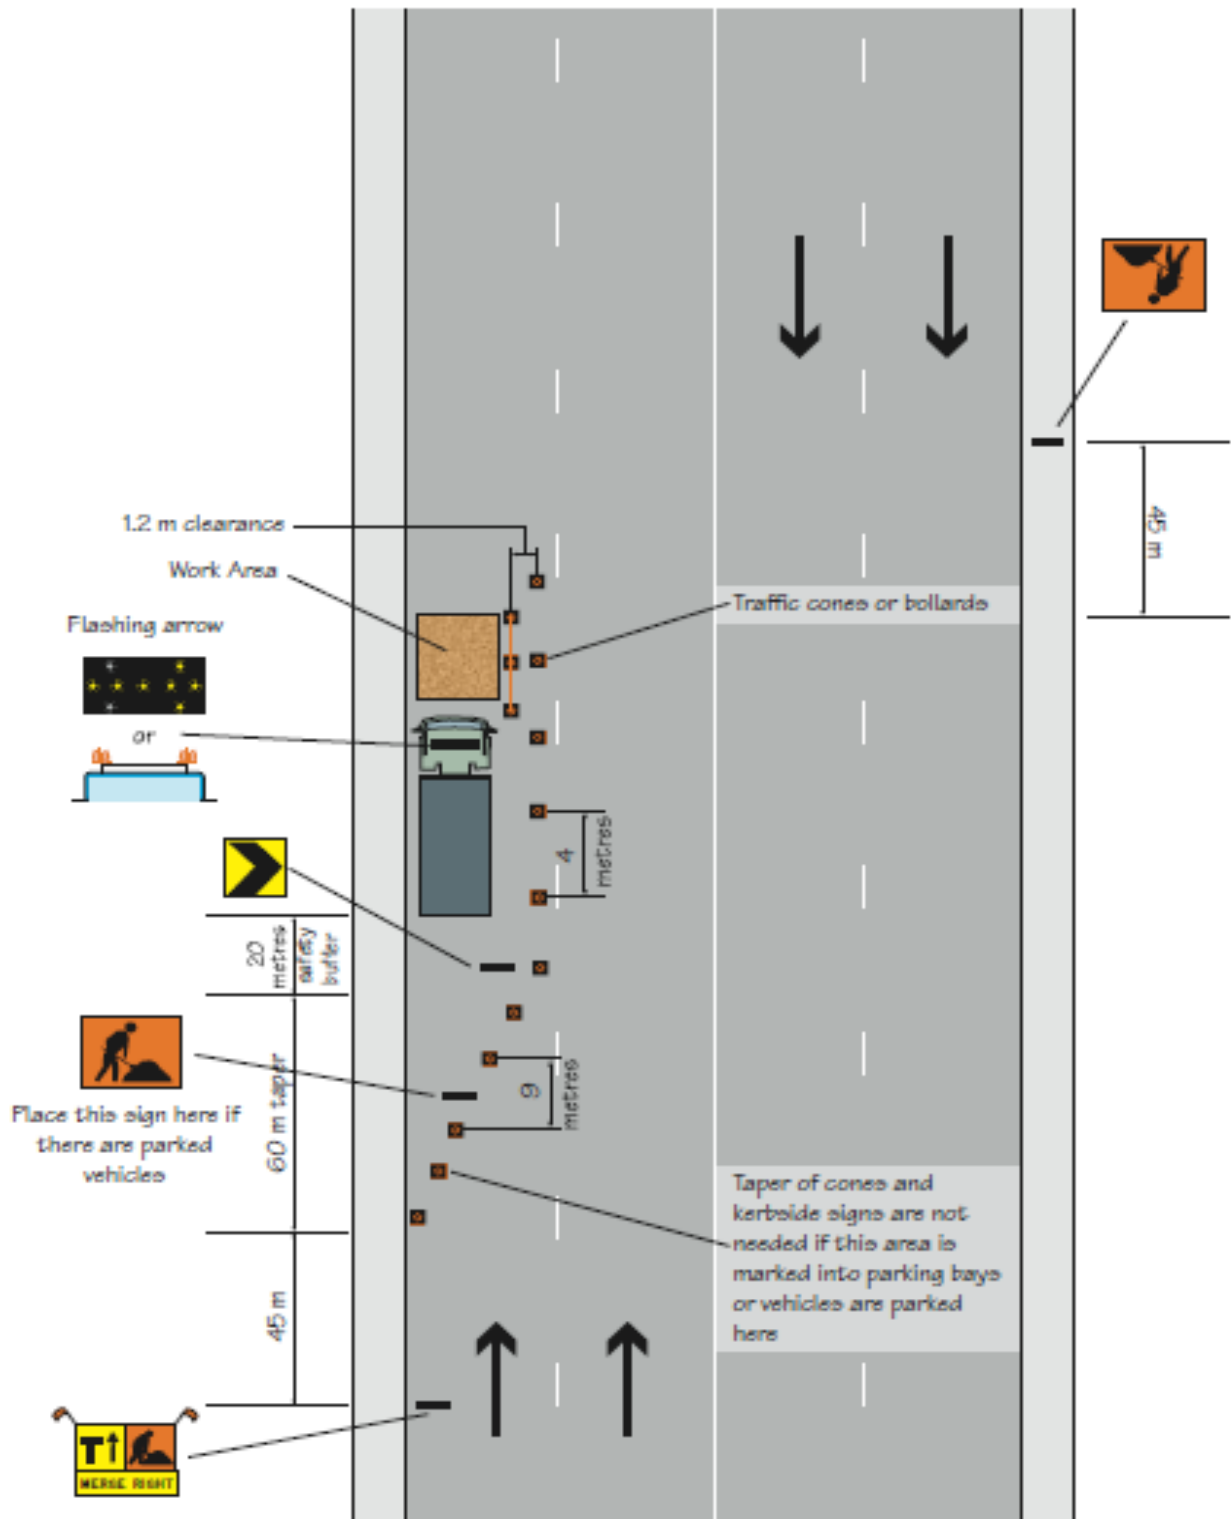 45 m
1.2 m clearance
Work Area
Traffic cones or bollards
Flashing arrow
or
4
metres
20
metres
safety
buffer
60 m taper
9
metres
Place this sign here if
there are parked
vehicles
Taper of cones and
kerbside signs are not
needed if this area is
marked into parking bays
or vehicles are parked
here
45 m
T
MERGE RIGHT